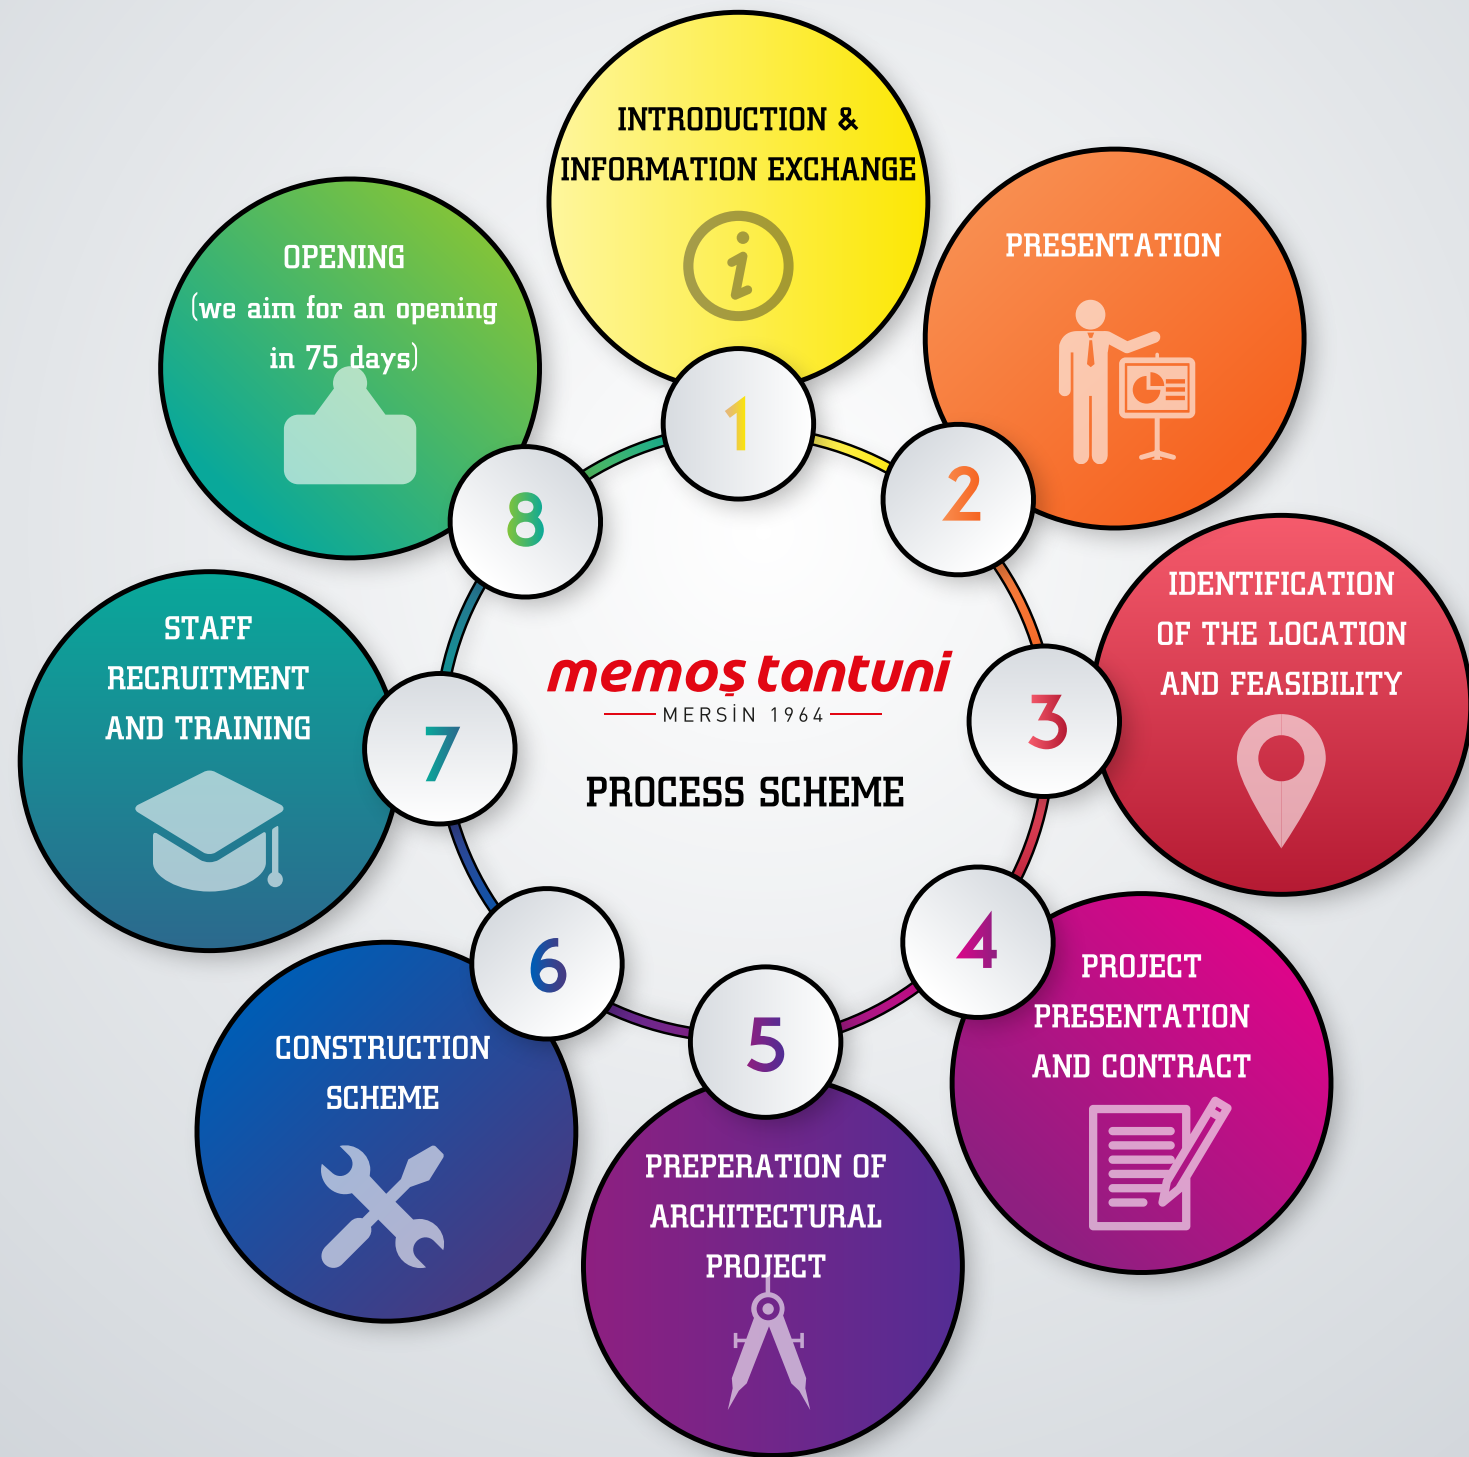 INTRODUCTION &
INFORMATION EXCHANGE
1
PRESENTATION
2
IDENTIFICATION
OF THE LOCATION
AND FEASIBILITY
3
PROJECT
PRESENTATION
AND CONTRACT
4
PREPERATION OF
ARCHITECTURAL
PROJECT
5
CONSTRUCTION
SCHEME
6
STAFF
RECRUITMENT
AND TRAINING
7
OPENING
(we aim for an opening
in 75 days)
8
memoş tantuni
MERSİN 1964
PROCESS SCHEME